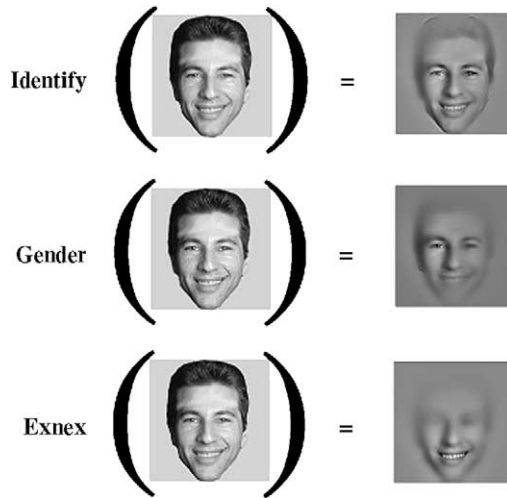 Identify =
Gender =
Exnex =